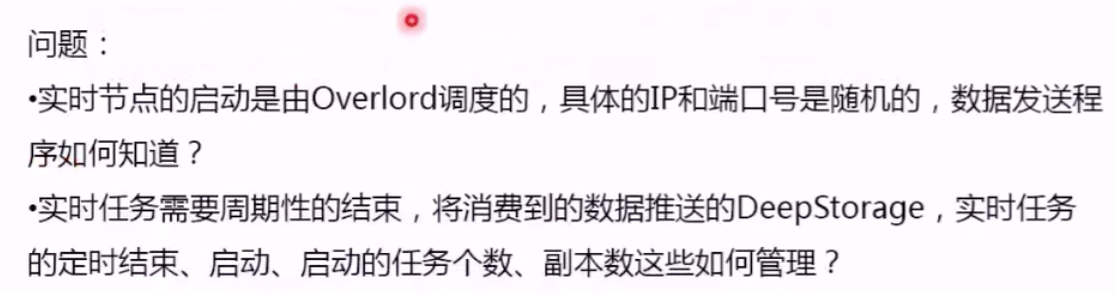 问题：
•实时节点的启动是由Overlord调度的，具体的IP和端口号是随机的，数据发送程
序如何知道？
•实时任务需要周期性的结束，将消费到的数据推送的DeepStorage，实时任务
的定时结束、启动、启动的任务个数、副本数这些如何管理？